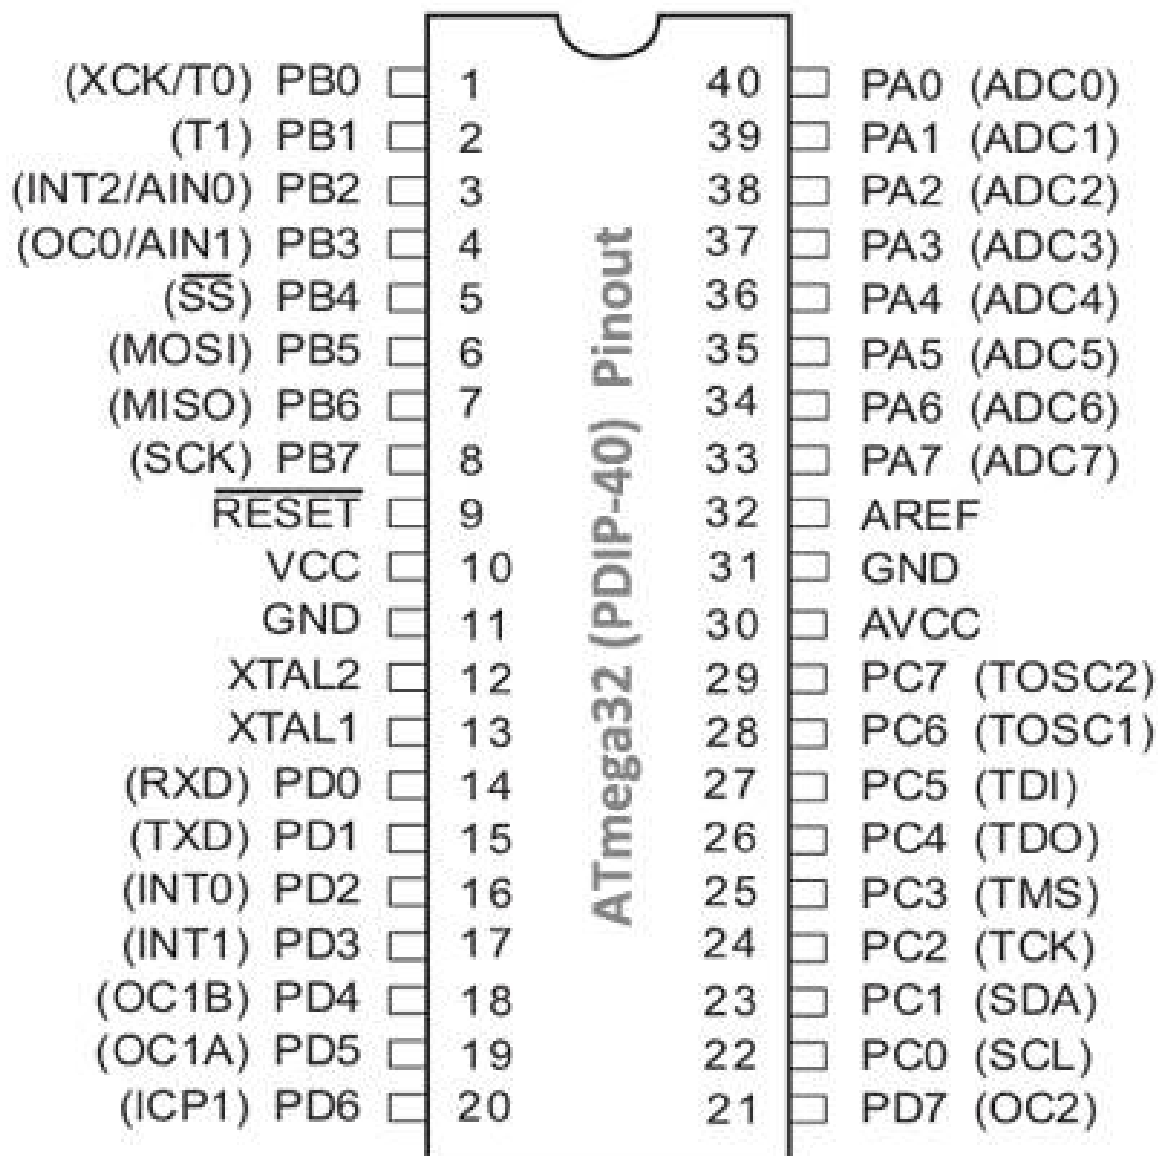 (XCK/T0) PB0 1 40 PA0 (ADC0)
(T1) PB1 2 39 PA1 (ADC1)
(INT2/AIN0) PB2 3 38 PA2 (ADC2)
(OC0/AIN1) PB3 4 37 PA3 (ADC3)
(SS) PB4 5 36 PA4 (ADC4)
(MOSI) PB5 6 35 PA5 (ADC5)
(MISO) PB6 7 34 PA6 (ADC6)
(SCK) PB7 8 33 PA7 (ADC7)
RESET 9 32 AREF
VCC 10 31 GND
GND 11 30 AVCC
XTAL2 12 29 PC7 (TOSC2)
XTAL1 13 28 PC6 (TOSC1)
(RXD) PD0 14 27 PC5 (TDI)
(TXD) PD1 15 26 PC4 (TDO)
(INT0) PD2 16 25 PC3 (TMS)
(INT1) PD3 17 24 PC2 (TCK)
(OC1B) PD4 18 23 PC1 (SDA)
(OC1A) PD5 19 22 PC0 (SCL)
(ICP1) PD6 20 21 PD7 (OC2)
ATmega32 (PDIP-40) Pinout